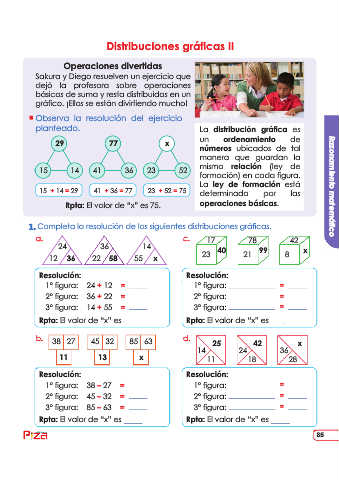 Distribuciones gráficas II
Operaciones divertidas
Sakura y Diego resuelven un ejercicio que
dejó la profesora sobre operaciones
básicas de suma y resta distribuidas en un
gráfico. ¡Ellos se están divirtiendo mucho!
Observa la resolución del ejercicio
planteado.
29 77 x
15 14 41 36 23 52
15 + 14 = 29 41 + 36 = 77 23 + 52 = 75
Rpta: El valor de "x" es 75.
La distribución gráfica es
un ordenamiento de
números ubicados de tal
manera que guardan la
misma relación (ley de
formación) en cada figura.
La ley de formación está
determinada por las
operaciones básicas.
Razonamiento matemático
1. Completa la resolución de las siguientes distribuciones gráficas.
a.
24 36 14
12 36 22 58 55 x
Resolución:
1° figura: 24 + 12 = ____
2° figura: 36 + 22 =
3° figura: 14 + 55 = ____
Rpta: El valor de "x" es
c.
17 78 42
23 40 21 99 8 x
Resolución:
1° figura: ____ = ____
2° figura: =
3° figura: ____ = ____
Rpta: El valor de "x" es
b.
38 27 45 32 85 63
11 13 x
Resolución:
1° figura: 38 – 27 =
2° figura: 45 – 32 = ____
3° figura: 85 – 63 = ____
Rpta: El valor de "x" es ____
d.
25 42 x
14 24 36
11 18 28
Resolución:
1° figura: =
2° figura: ____ = ____
3° figura: ____ = ____
Rpta: El valor de "x" es ____
Piza
85